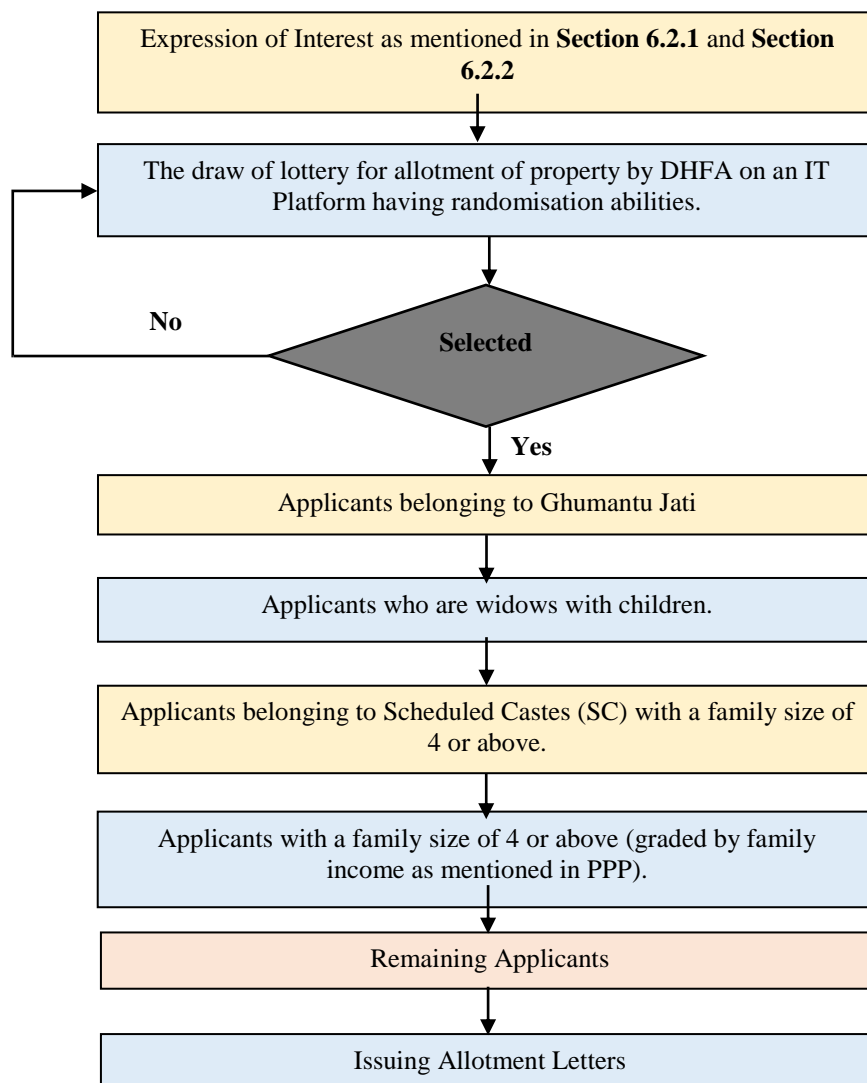 Expression of Interest as mentioned in Section 6.2.1 and Section
6.2.2
The draw of lottery for allotment of property by DHFA on an IT
Platform having randomisation abilities.
No
Selected
Yes
Applicants belonging to Ghumantu Jati
Applicants who are widows with children.
Applicants belonging to Scheduled Castes (SC) with a family size of
4 or above.
Applicants with a family size of 4 or above (graded by family
income as mentioned in PPP).
Remaining Applicants
Issuing Allotment Letters